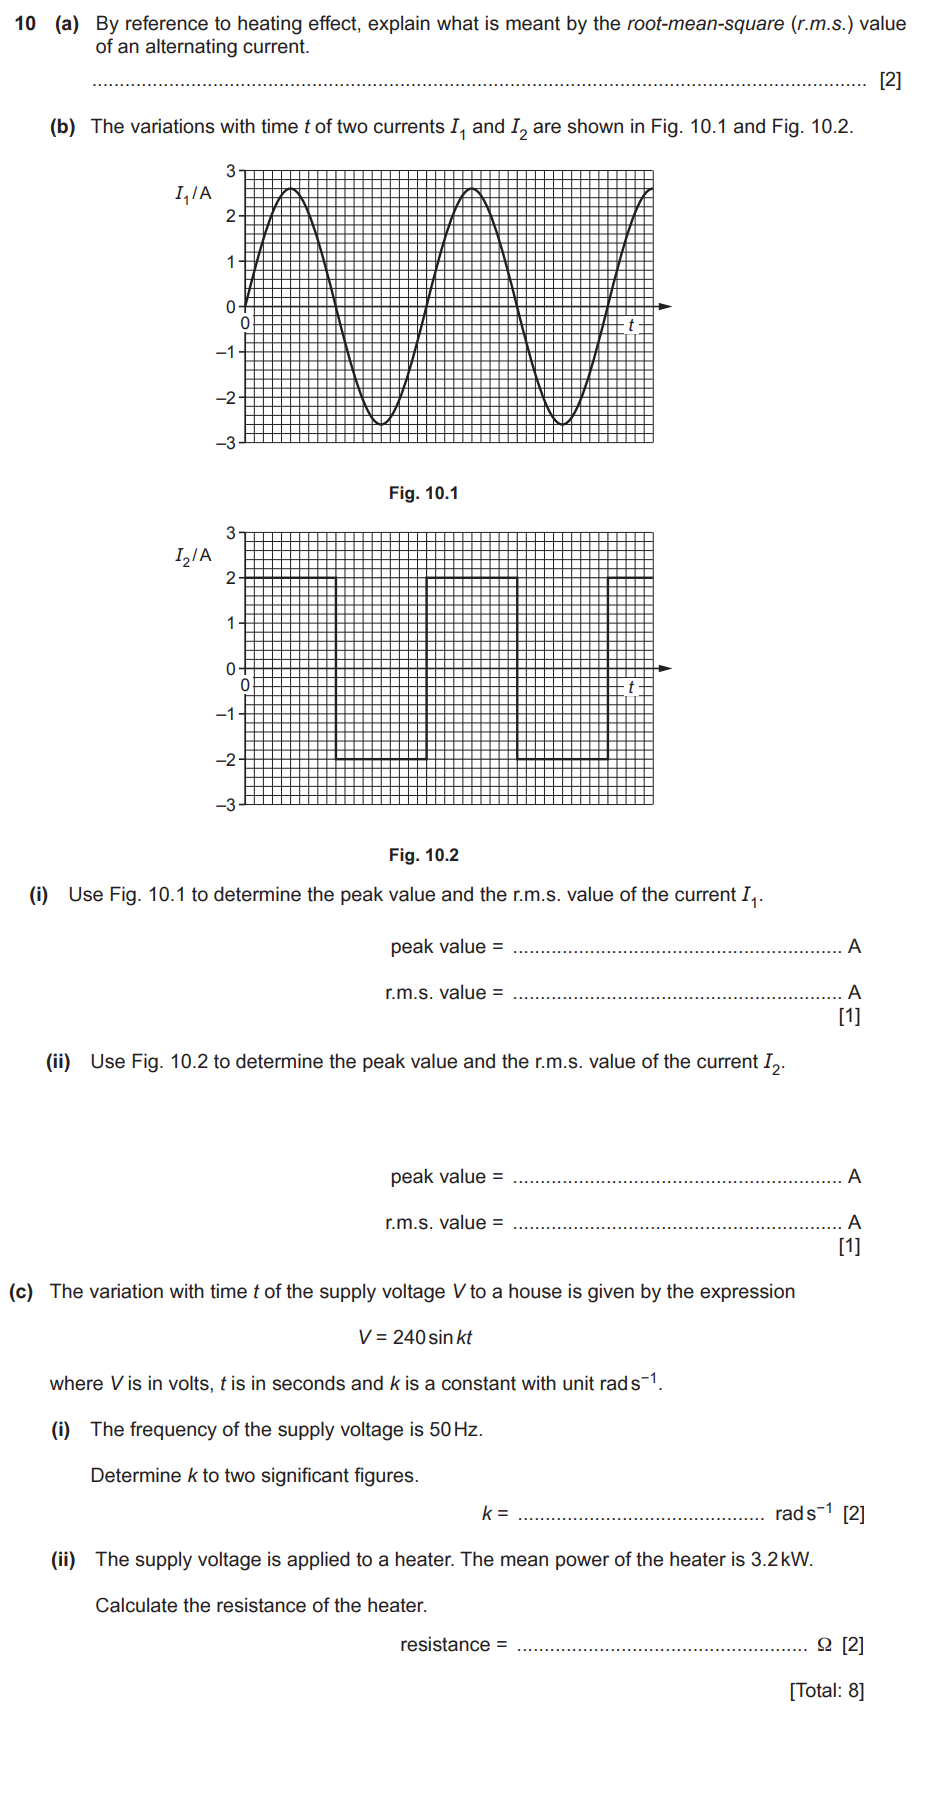 10 (a) By reference to heating effect, explain what is meant by the root-mean-square (r.m.s.) value
of an alternating current.
.......................................................................................................................................... [2]
(b) The variations with time t of two currents I₁ and I₂ are shown in Fig. 10.1 and Fig. 10.2.
3
I₁/A
2
1
0
0
t
–1
–2
–3
Fig. 10.1
3
I₂/A
2
1
0
0
t
–1
–2
–3
Fig. 10.2
(i) Use Fig. 10.1 to determine the peak value and the r.m.s. value of the current I₁.
peak value = ............................................................ A
r.m.s. value = ............................................................ A
[1]
(ii) Use Fig. 10.2 to determine the peak value and the r.m.s. value of the current I₂.
peak value = ............................................................ A
r.m.s. value = ............................................................ A
[1]
(c) The variation with time t of the supply voltage V to a house is given by the expression
V = 240 sin kt
where V is in volts, t is in seconds and k is a constant with unit rad s⁻¹.
(i) The frequency of the supply voltage is 50 Hz.
Determine k to two significant figures.
k = ............................................. rad s⁻¹ [2]
(ii) The supply voltage is applied to a heater. The mean power of the heater is 3.2 kW.
Calculate the resistance of the heater.
resistance = ..................................................... Ω [2]
[Total: 8]